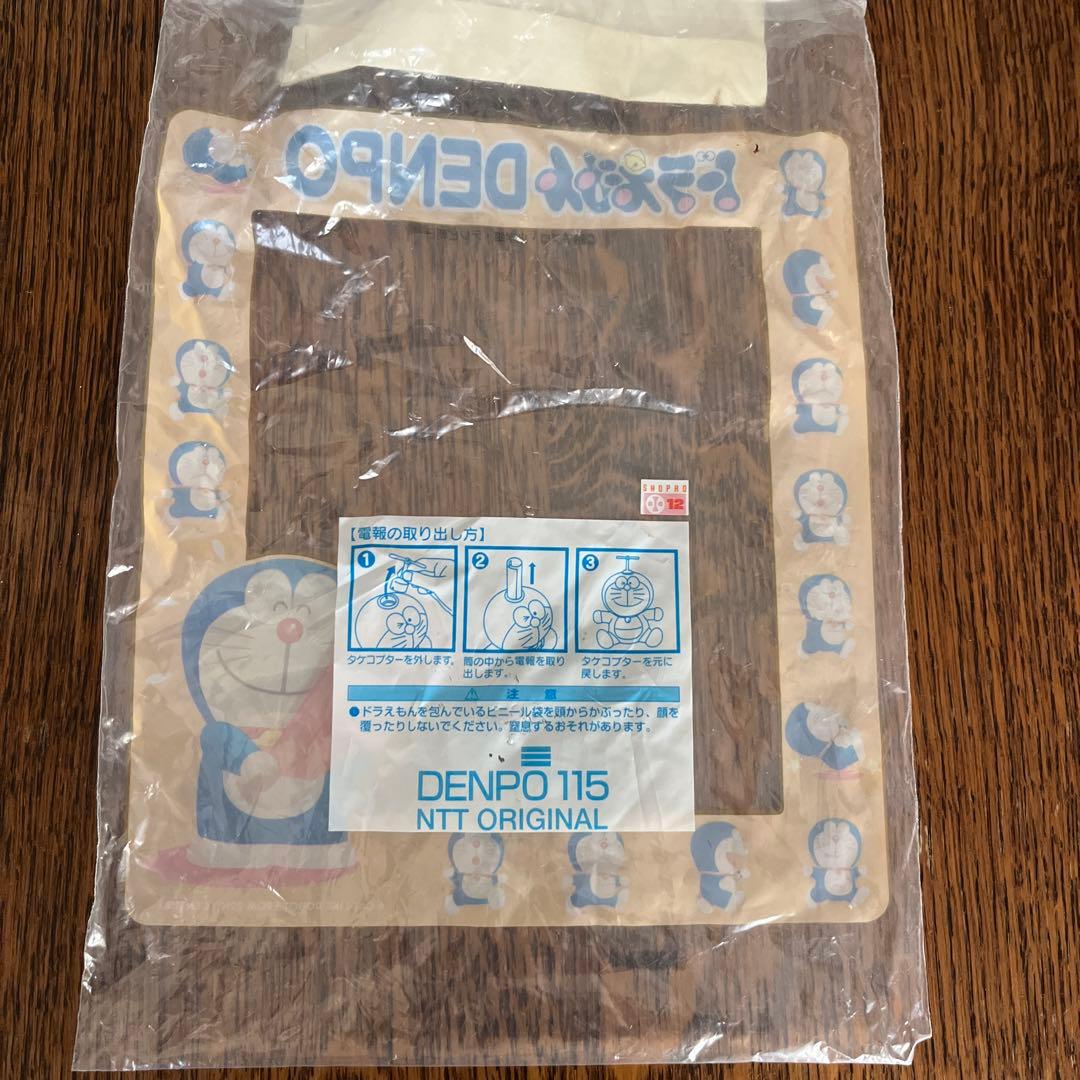 ドラえもん DENPO
SHOPRO
小 12
【電報の取り出し方】
1
2
3
タケコプターを外します。
筒の中から電報を取り
出します。
タケコプターを元に
戻します。
⚠ 注 意
●ドラえもんを包んでいるビニール袋を頭からかぶったり、顔を
覆ったりしないでください。窒息するおそれがあります。
DENPO 115
NTT ORIGINAL